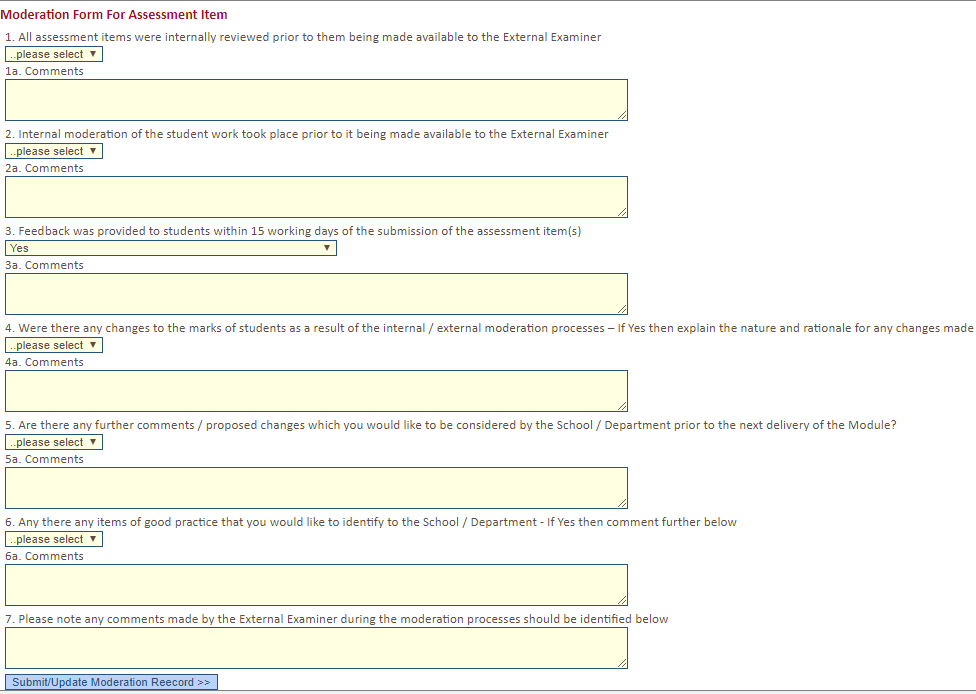 Moderation Form For Assessment Item
1. All assessment items were internally reviewed prior to them being made available to the External Examiner
..please select
1a. Comments
2. Internal moderation of the student work took place prior to it being made available to the External Examiner
..please select
2a. Comments
3. Feedback was provided to students within 15 working days of the submission of the assessment item(s)
Yes
3a. Comments
4. Were there any changes to the marks of students as a result of the internal / external moderation processes – If Yes then explain the nature and rationale for any changes made
..please select
4a. Comments
5. Are there any further comments / proposed changes which you would like to be considered by the School / Department prior to the next delivery of the Module?
..please select
5a. Comments
6. Any there any items of good practice that you would like to identify to the School / Department - If Yes then comment further below
..please select
6a. Comments
7. Please note any comments made by the External Examiner during the moderation processes should be identified below
Submit/Update Moderation Reecord >>